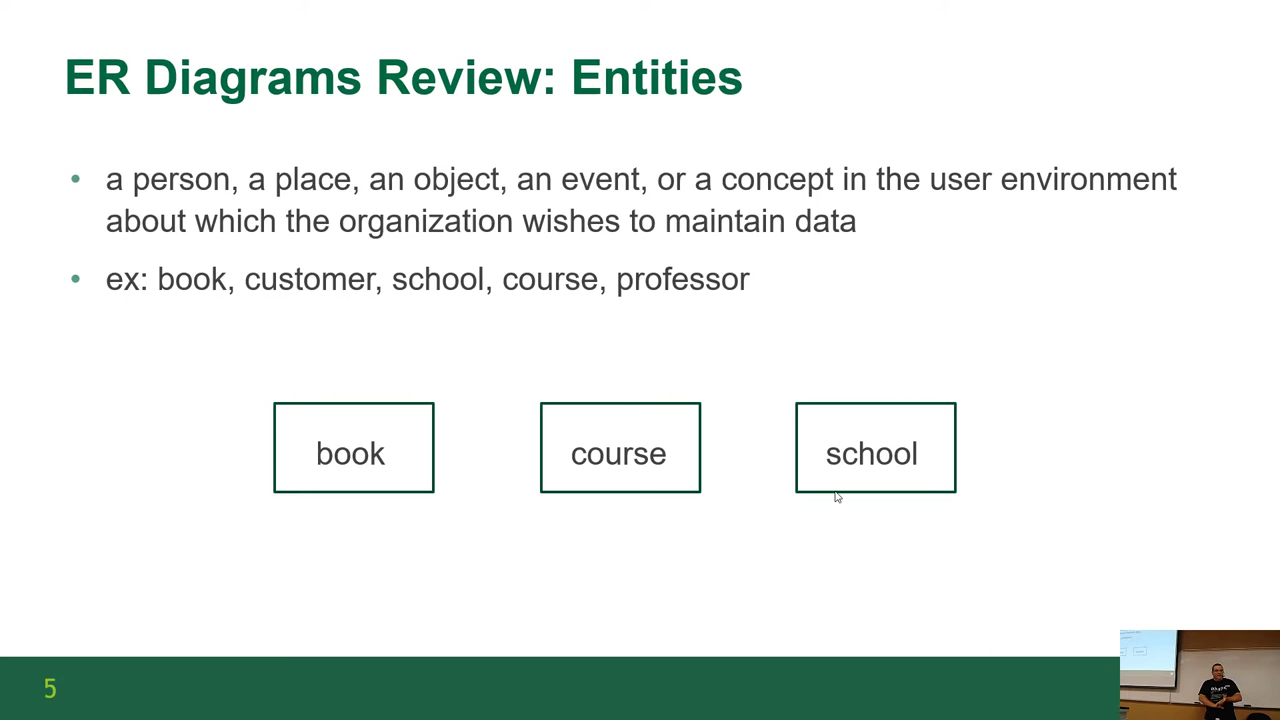 ER Diagrams Review: Entities
• a person, a place, an object, an event, or a concept in the user environment
about which the organization wishes to maintain data
• ex: book, customer, school, course, professor
book course school
5